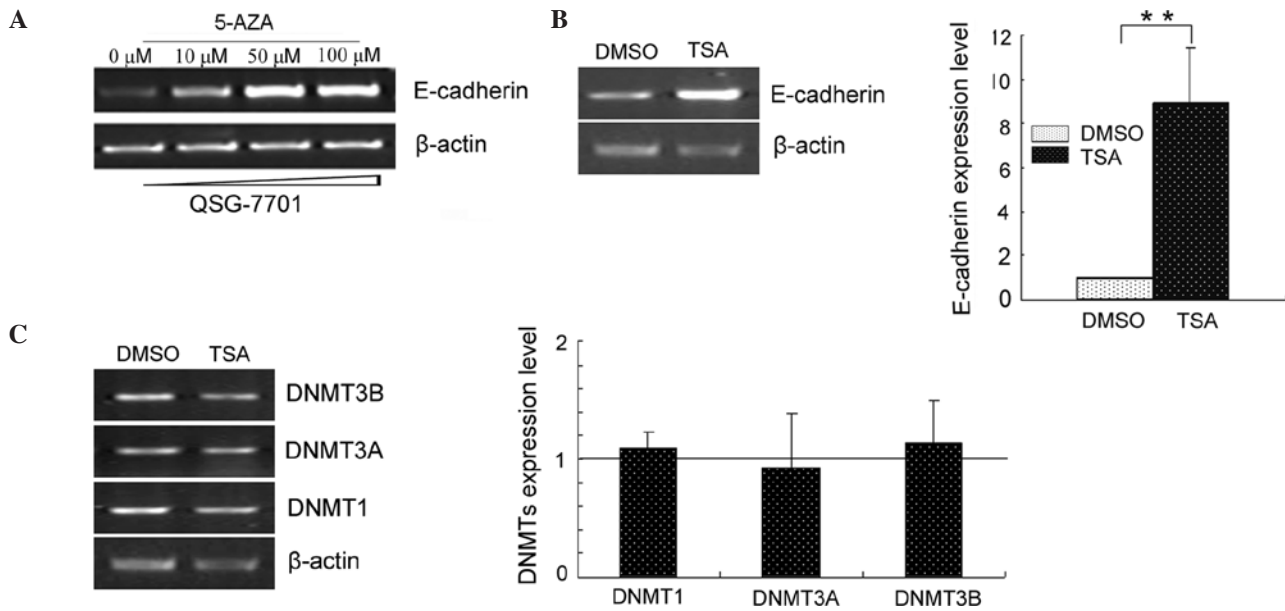 A
5-AZA
0 μM 10 μM 50 μM 100 μM
E-cadherin
β-actin
QSG-7701
B
DMSO TSA
E-cadherin
β-actin
* *
E-cadherin expression level
12
10
8
6
4
2
0
DMSO
TSA
DMSO TSA
C
DMSO TSA
DNMT3B
DNMT3A
DNMT1
β-actin
DNMTs expression level
2
1
0
DNMT1 DNMT3A DNMT3B